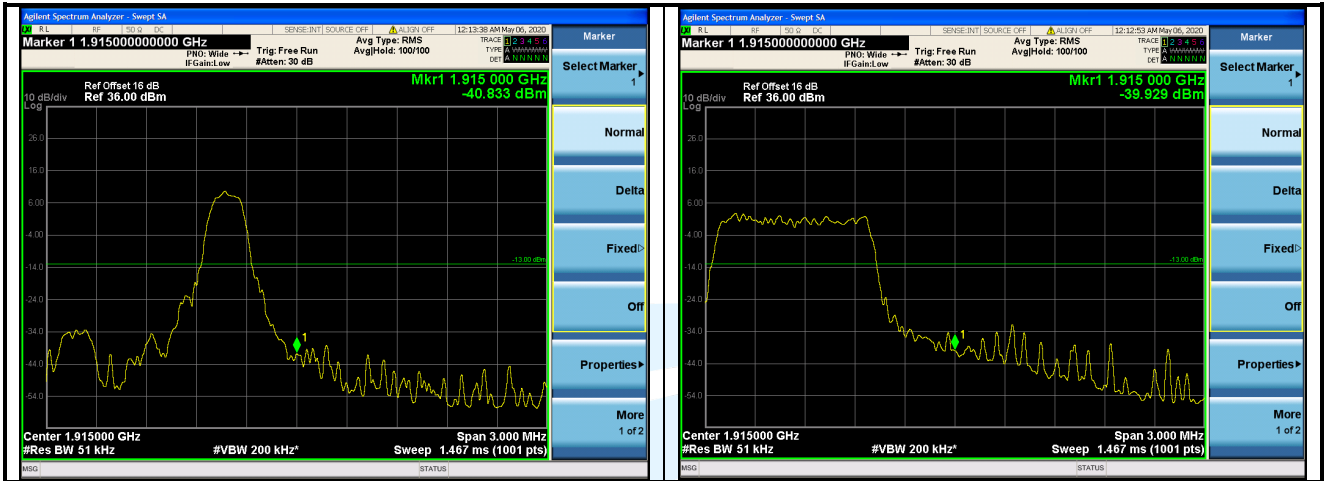 Agilent Spectrum Analyzer - Swept SA
RL RF 50 Ω DC SENSE:INT SOURCE OFF ALIGN OFF 12:13:38 AM May 06, 2020
Marker 1 1.915000000000 GHz
PNO: Wide
IFGain:Low
Trig: Free Run
#Atten: 30 dB
Avg Type: RMS
Avg|Hold: 100/100
TRACE 1 2 3 4 5 6
TYPE A
DET A N N N N N
Mkr1 1.915 000 GHz
-40.833 dBm
Ref Offset 16 dB
Ref 36.00 dBm
10 dB/div
Log
26.0
16.0
6.00
-4.00
-14.0
-24.0
-34.0
-44.0
-54.0
-13.00 dBm
1
Center 1.915000 GHz
Span 3.000 MHz
#Res BW 51 kHz
#VBW 200 kHz*
Sweep 1.467 ms (1001 pts)
MSG
STATUS
Marker
Select Marker
1
Normal
Delta
Fixed
Off
Properties
More
1 of 2
Agilent Spectrum Analyzer - Swept SA
RL RF 50 Ω DC SENSE:INT SOURCE OFF ALIGN OFF 12:12:53 AM May 06, 2020
Marker 1 1.915000000000 GHz
PNO: Wide
IFGain:Low
Trig: Free Run
#Atten: 30 dB
Avg Type: RMS
Avg|Hold: 100/100
TRACE 1 2 3 4 5 6
TYPE A
DET A N N N N N
Mkr1 1.915 000 GHz
-39.929 dBm
Ref Offset 16 dB
Ref 36.00 dBm
10 dB/div
Log
26.0
16.0
6.00
-4.00
-14.0
-24.0
-34.0
-44.0
-54.0
-13.00 dBm
1
Center 1.915000 GHz
Span 3.000 MHz
#Res BW 51 kHz
#VBW 200 kHz*
Sweep 1.467 ms (1001 pts)
MSG
STATUS
Marker
Select Marker
1
Normal
Delta
Fixed
Off
Properties
More
1 of 2